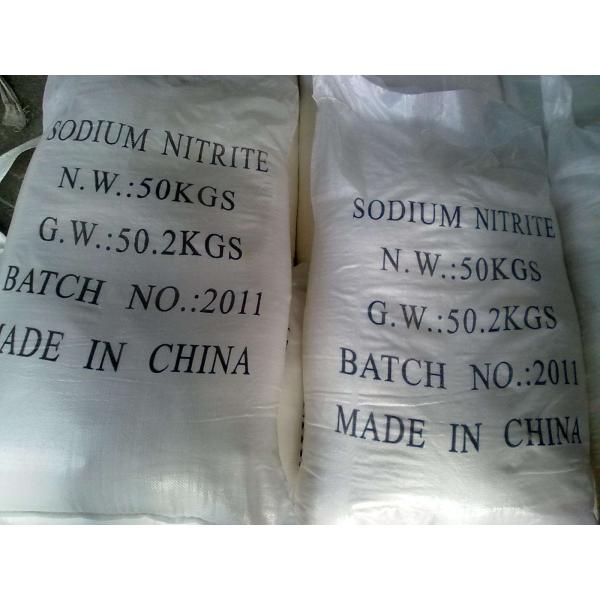 SODIUM NITRITE
N.W.:50KGS
G.W.:50.2KGS
BATCH NO.:2011
MADE IN CHINA
SODIUM NITRITE
N.W.:50KGS
G.W.:50.2KGS
BATCH NO.:2011
MADE IN CHINA